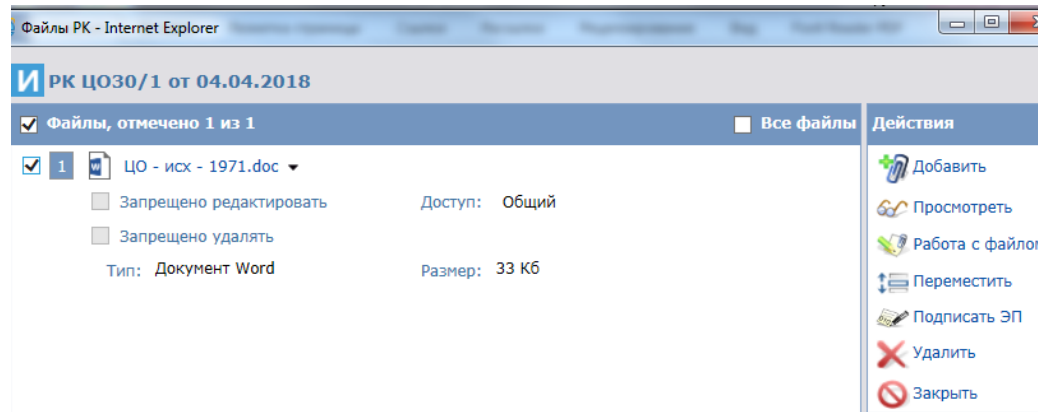 Файлы РК - Internet Explorer
И РК ЦО30/1 от 04.04.2018
Файлы, отмечено 1 из 1 Все файлы Действия
1 ЦО - исх - 1971.doc Добавить
Запрещено редактировать Доступ: Общий Просмотреть
Запрещено удалять Работа с файлом
Тип: Документ Word Размер: 33 Кб Переместить
Подписать ЭП
Удалить
Закрыть